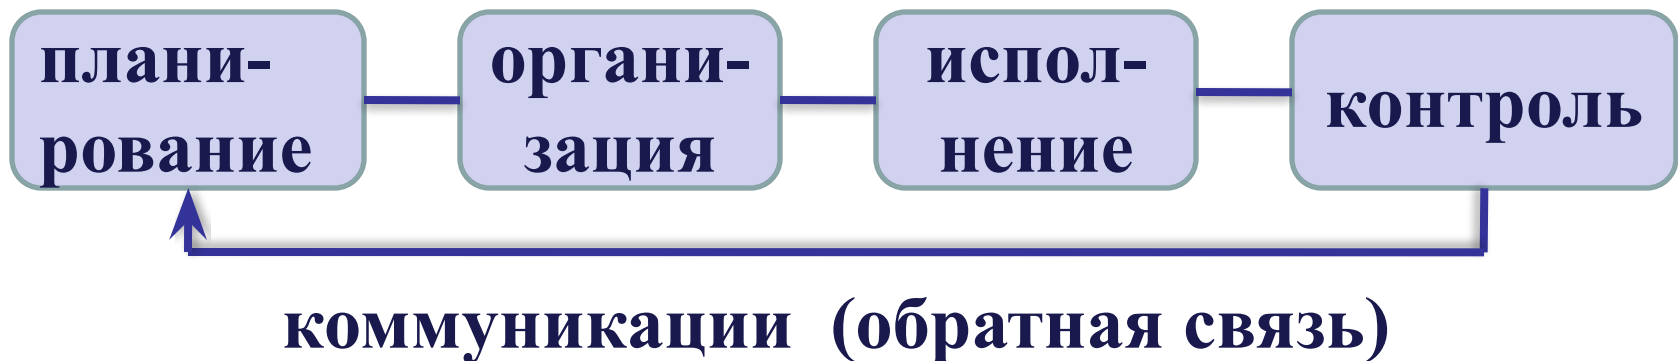 плани-
рование
органи-
зация
испол-
нение
контроль
коммуникации (обратная связь)